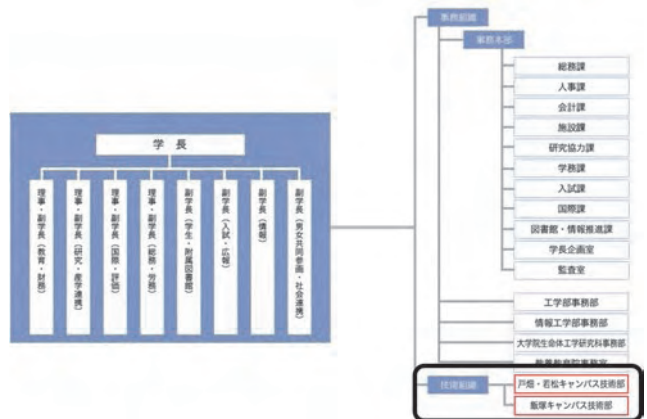 学長
理事・副学長（教育・財務）
理事・副学長（研究・産学連携）
理事・副学長（国際・評価）
理事・副学長（総務・労務）
副学長（学生・附属図書館）
副学長（入試・広報）
副学長（情報）
副学長（男女共同参画・社会連携）
事務組織
事務本部
総務課
人事課
会計課
施設課
研究協力課
学務課
入試課
国際課
図書館・情報推進課
学長企画室
監査室
工学部事務部
情報工学部事務部
大学院生命体工学研究科事務部
技術組織
戸畑・若松キャンパス技術部
飯塚キャンパス技術部